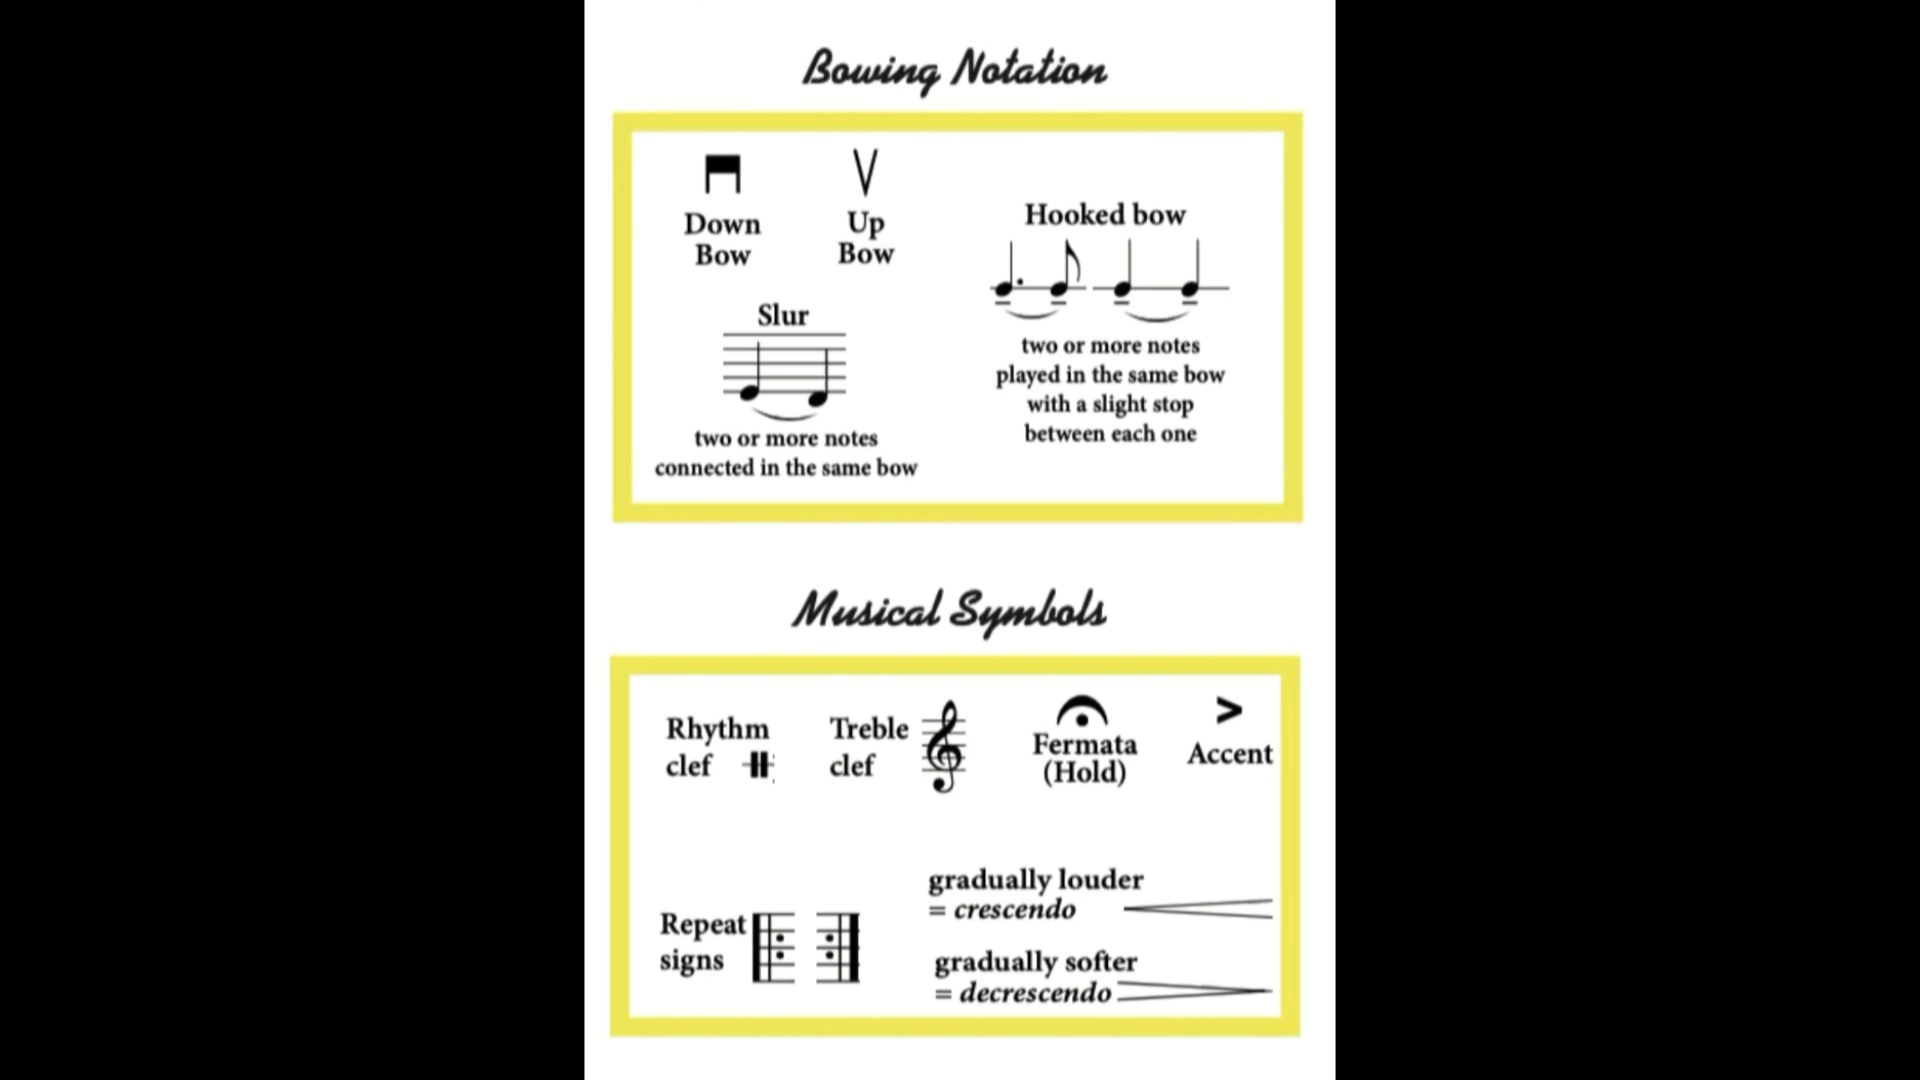 Bowing Notation
Down
Bow
Up
Bow
Slur
two or more notes
connected in the same bow
Hooked bow
two or more notes
played in the same bow
with a slight stop
between each one
Musical Symbols
Rhythm
clef
Treble
clef
Fermata
(Hold)
Accent
Repeat
signs
gradually louder
= crescendo
gradually softer
= decrescendo